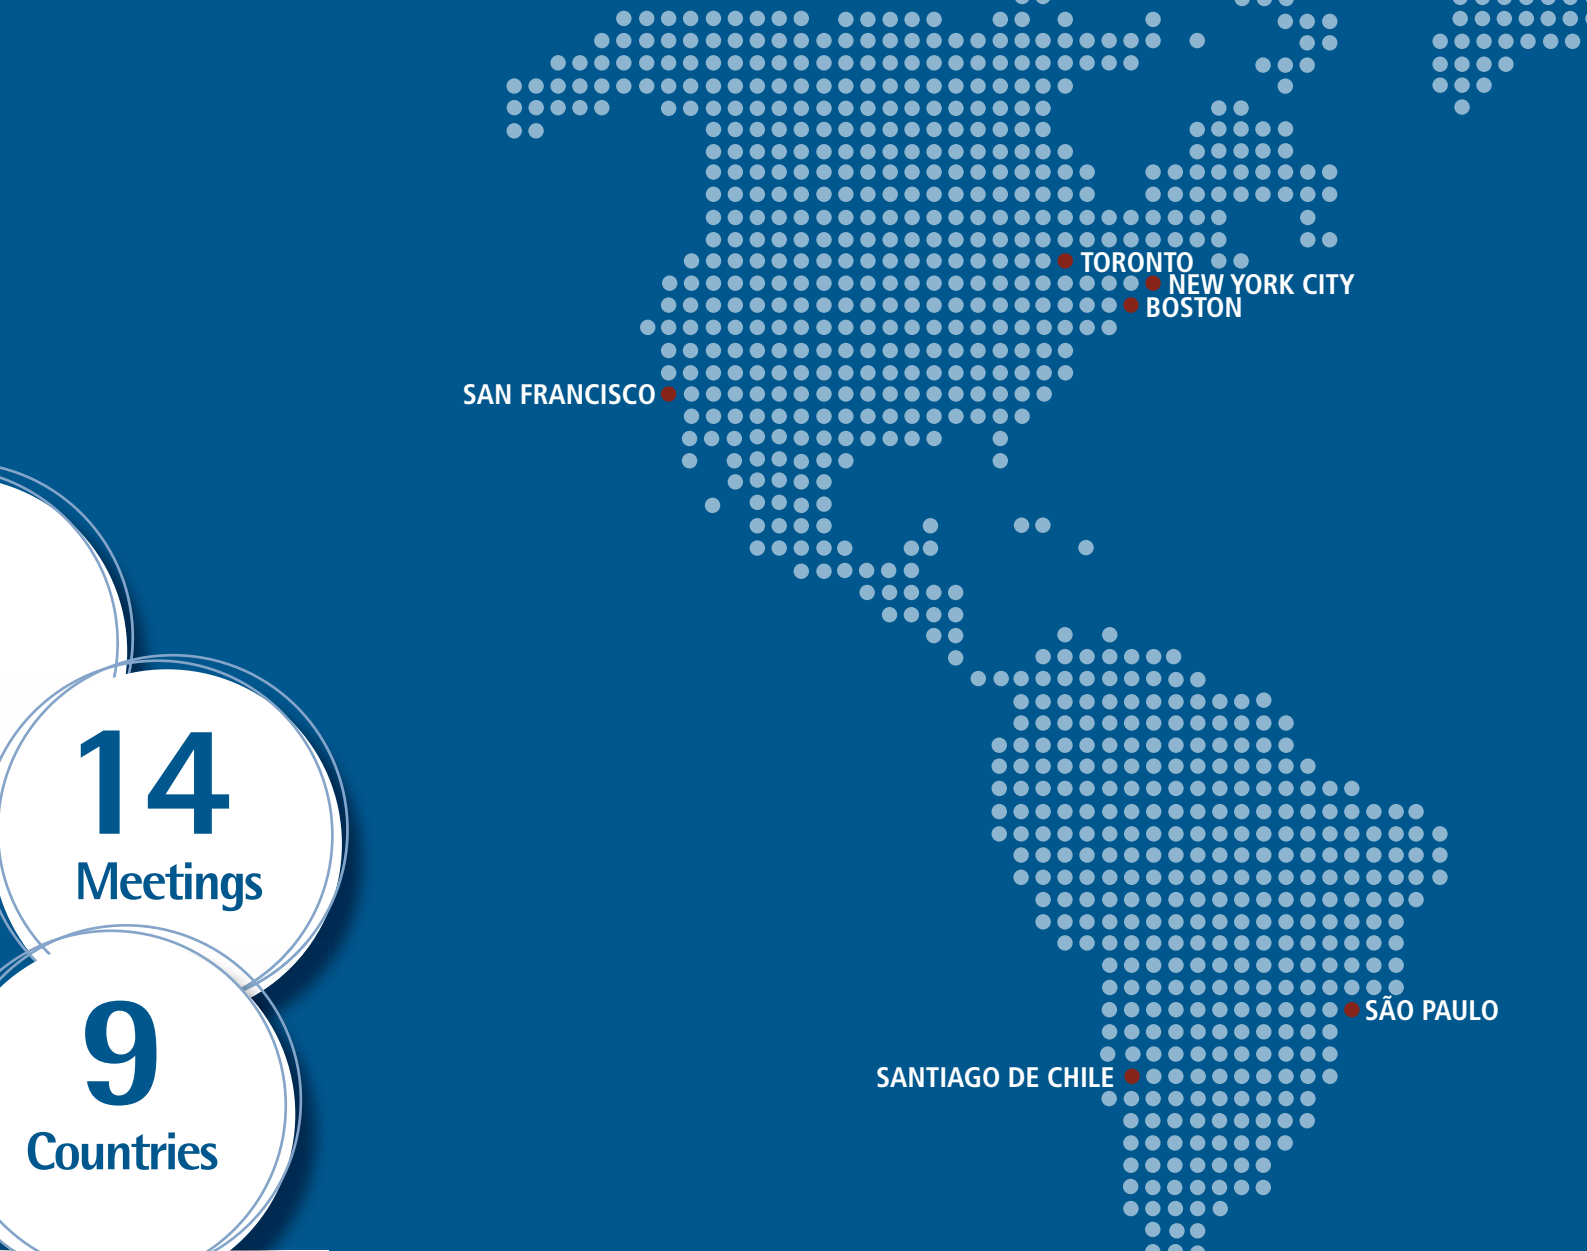 TORONTO
NEW YORK CITY
BOSTON
SAN FRANCISCO
14
Meetings
9
Countries
SÃO PAULO
SANTIAGO DE CHILE